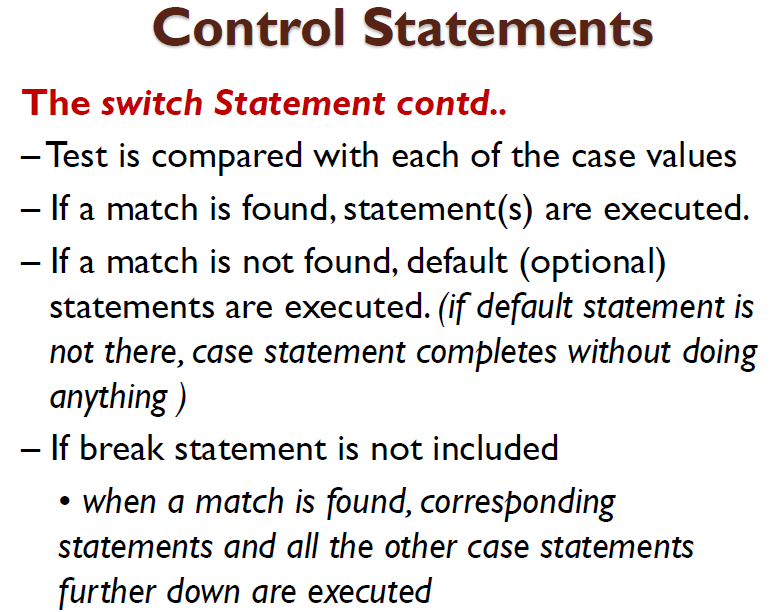 Control Statements
The switch Statement contd..
– Test is compared with each of the case values
– If a match is found, statement(s) are executed.
– If a match is not found, default (optional)
statements are executed. (if default statement is
not there, case statement completes without doing
anything )
– If break statement is not included
• when a match is found, corresponding
statements and all the other case statements
further down are executed